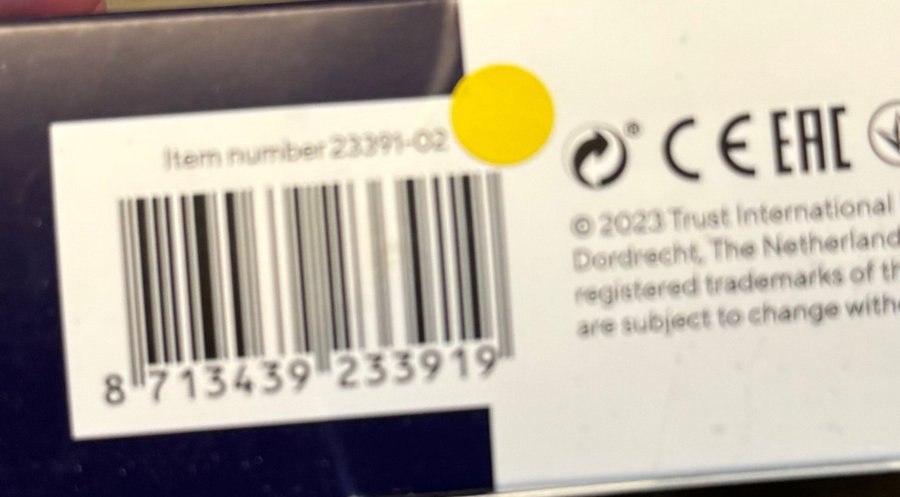 Item number 23391-02
8 713439 233919
® CE EAC
© 2023 Trust International
Dordrecht, The Netherland
registered trademarks of th
are subject to change with